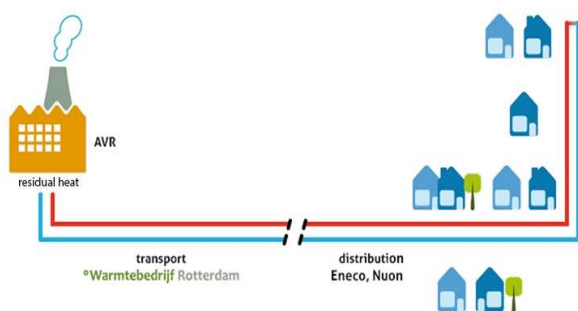 AVR
residual heat
transport
°Warmtebedrijf Rotterdam
distribution
Eneco, Nuon